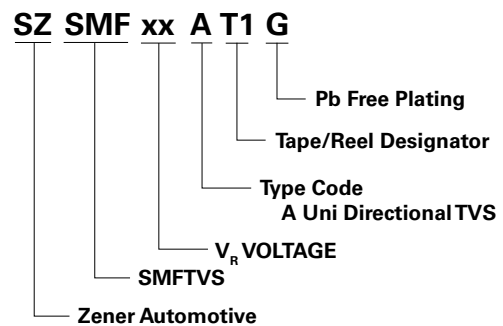 SZ SMF xx A T1 G
Pb Free Plating
Tape/Reel Designator
Type Code
A Uni Directional TVS
VR VOLTAGE
SMFTVS
Zener Automotive